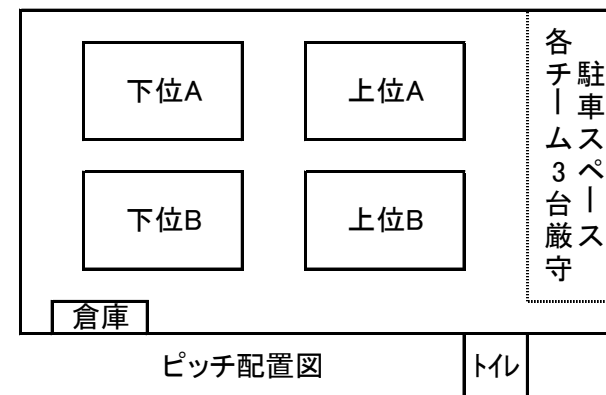 下位A
上位A
下位B
上位B
駐車スペース
各チーム3台厳守
倉庫
ピッチ配置図
トイレ